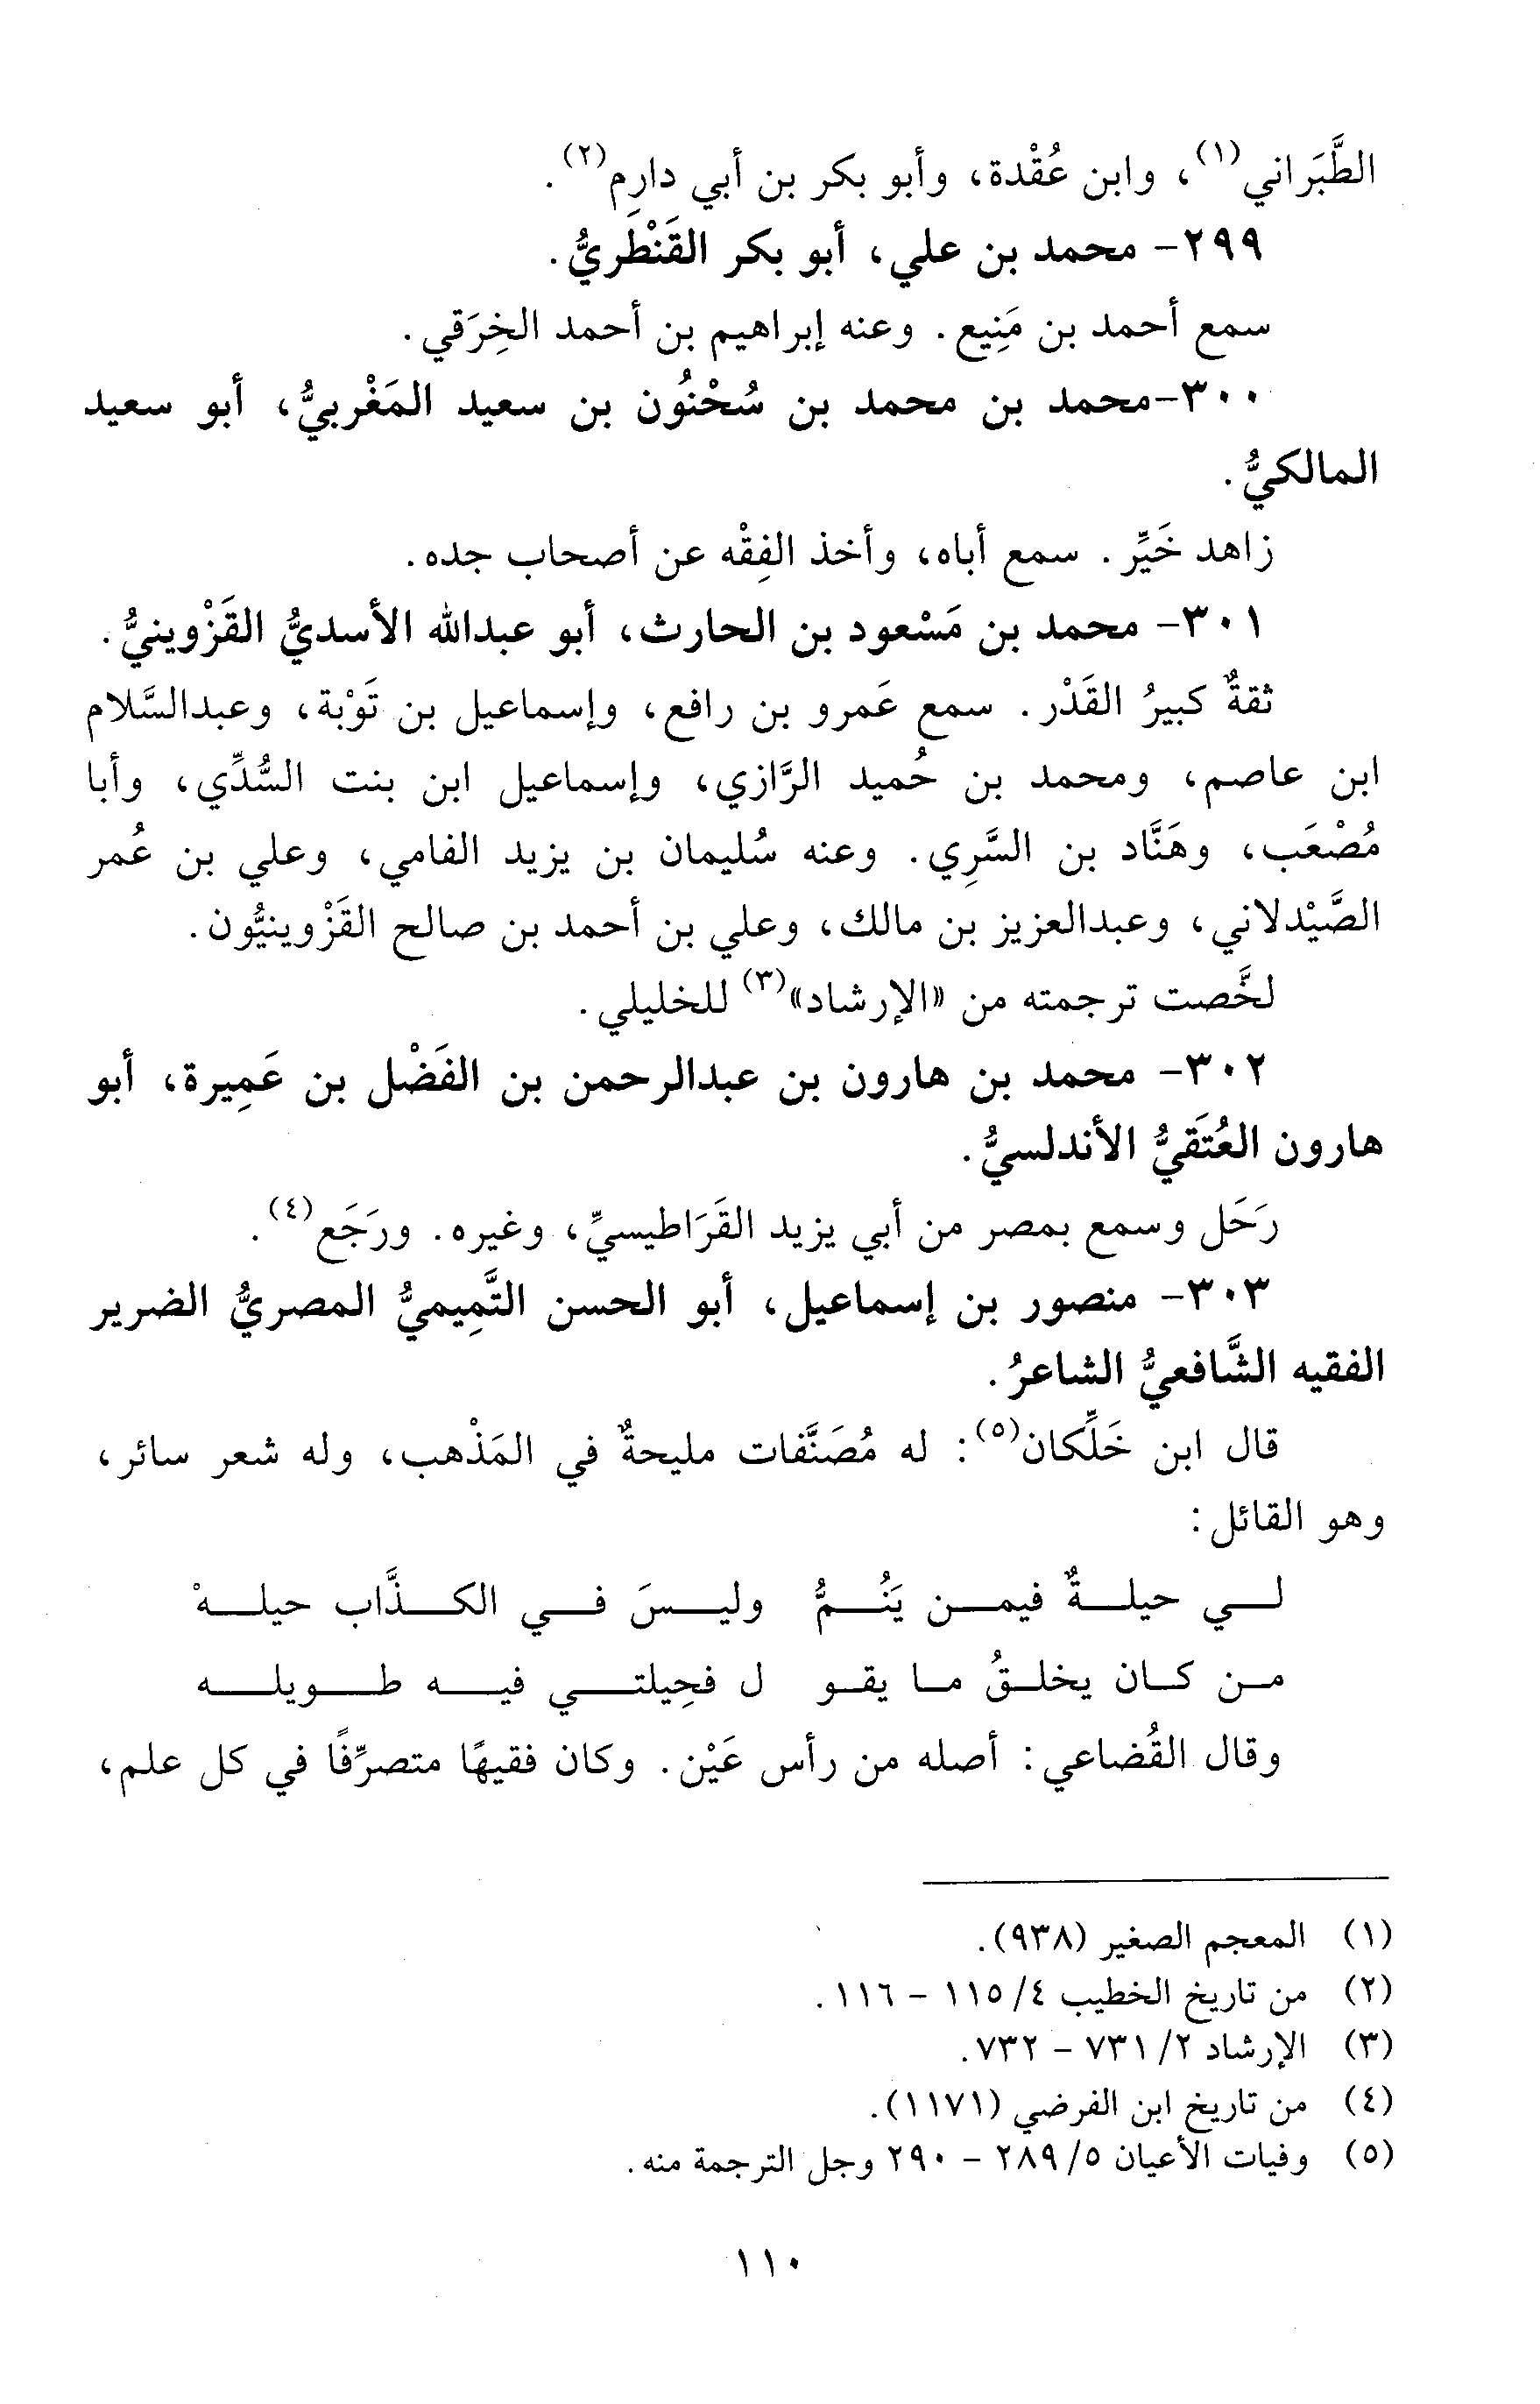 الطَّبَراني(١)، وابن عُقْدة، وأبو بكر بن أبي دارِم(٢).
٢٩٩- محمد بن علي، أبو بكر القَنْطَريُّ.
سمع أحمد بن مَنِيع. وعنه إبراهيم بن أحمد الخِرَقي.
٣٠٠-محمد بن محمد بن سُحْنُون بن سعيد المَغْربيُّ، أبو سعيد
المالكيُّ.
زاهد خَيِّر. سمع أباه، وأخذ الفِقْه عن أصحاب جده.
٣٠١- محمد بن مَسْعود بن الحارث، أبو عبدالله الأسديُّ القَزْوينيُّ.
ثقةٌ كبيرُ القَدْر. سمع عَمرو بن رافع، وإسماعيل بن تَوْبة، وعبدالسَّلام
ابن عاصم، ومحمد بن حُميد الرَّازي، وإسماعيل ابن بنت السُّدِّي، وأبا
مُصْعَب، وهَنَّاد بن السَّرِي. وعنه سُليمان بن يزيد الفامي، وعلي بن عُمر
الصَّيْدلاني، وعبدالعزيز بن مالك، وعلي بن أحمد بن صالح القَزْوينيُّون.
لخَّصت ترجمته من «الإرشاد»(٣) للخليلي.
٣٠٢- محمد بن هارون بن عبدالرحمن بن الفَضْل بن عَمِيرة، أبو
هارون العُتَقيُّ الأندلسيُّ.
رَحَل وسمع بمصر من أبي يزيد القَرَاطيسيِّ، وغيره. ورَجَع(٤).
٣٠٣- منصور بن إسماعيل، أبو الحسن التَّمِيميُّ المصريُّ الضرير
الفقيه الشَّافعيُّ الشاعرُ.
قال ابن خَلِّكان(٥): له مُصَنَّفات مليحةٌ في المَذْهب، وله شعر سائر،
وهو القائل:
لي حيلةٌ فيمن يَنُمُّ وليسَ في الكذَّاب حيلهْ
من كان يخلقُ ما يقو ل فحِيلتي فيه طويله
وقال القُضاعي: أصله من رأس عَيْن. وكان فقيهًا متصرِّفًا في كل علم،
(١) المعجم الصغير (٩٣٨).
(٢) من تاريخ الخطيب ٤/ ١١٥ - ١١٦.
(٣) الإرشاد ٢/ ٧٣١ - ٧٣٢.
(٤) من تاريخ ابن الفرضي (١١٧١).
(٥) وفيات الأعيان ٥/ ٢٨٩ - ٢٩٠ وجل الترجمة منه.
١١٠